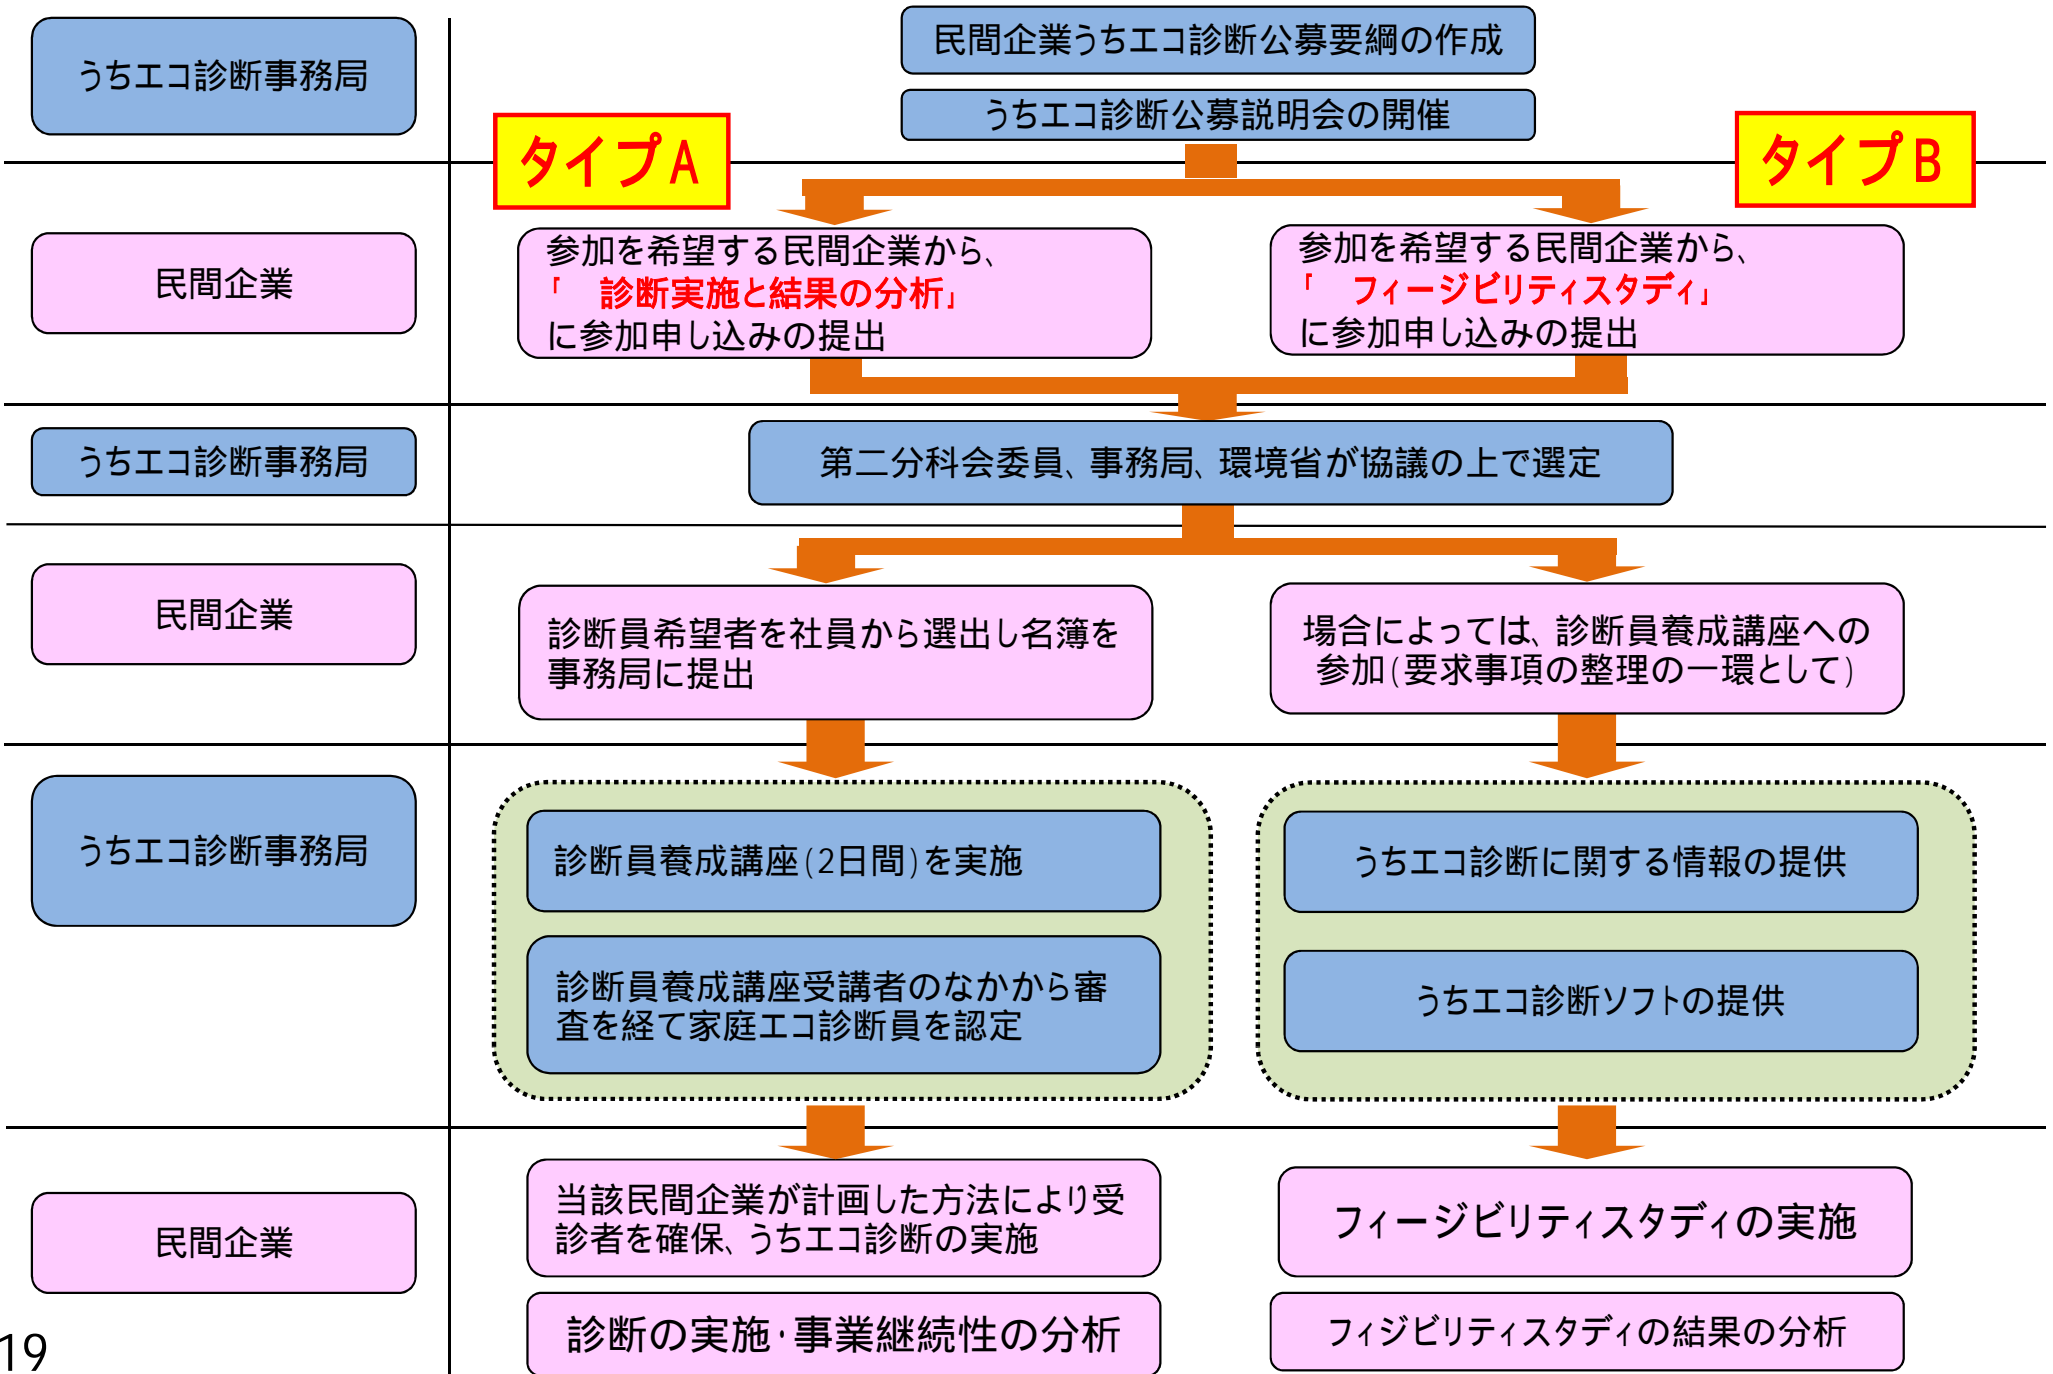 うちエコ診断事務局
民間企業うちエコ診断公募要綱の作成
うちエコ診断公募説明会の開催
タイプA
タイプB
民間企業
参加を希望する民間企業から、
「　診断実施と結果の分析」
に参加申し込みの提出
参加を希望する民間企業から、
「　フィージビリティスタディ」
に参加申し込みの提出
うちエコ診断事務局
第二分科会委員、事務局、環境省が協議の上で選定
民間企業
診断員希望者を社員から選出し名簿を
事務局に提出
場合によっては、診断員養成講座への
参加(要求事項の整理の一環として)
うちエコ診断事務局
診断員養成講座(2日間)を実施
診断員養成講座受講者のなかから審
査を経て家庭エコ診断員を認定
うちエコ診断に関する情報の提供
うちエコ診断ソフトの提供
民間企業
当該民間企業が計画した方法により受
診者を確保、うちエコ診断の実施
診断の実施・事業継続性の分析
フィージビリティスタディの実施
フィジビリティスタディの結果の分析
19